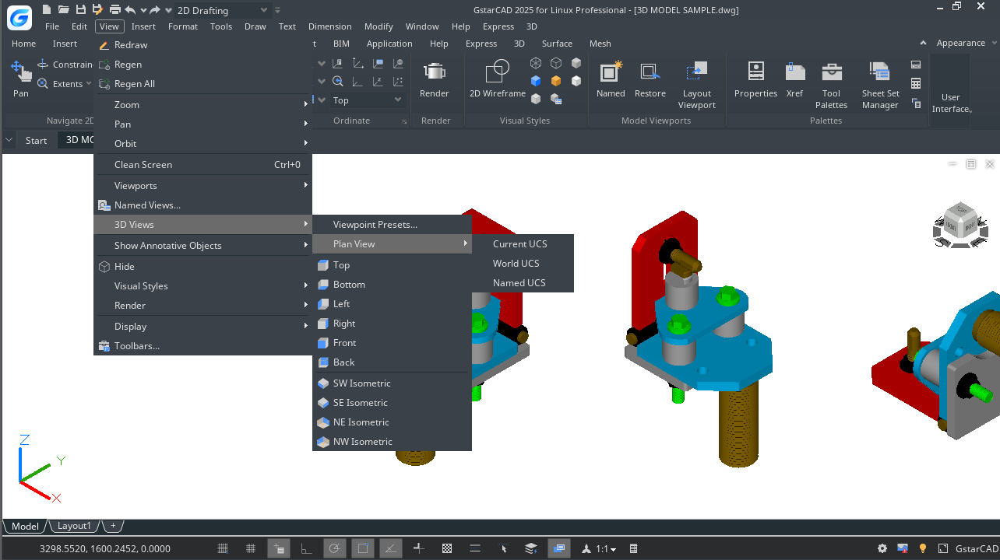 2D Drafting
GstarCAD 2025 for Linux Professional - [3D MODEL SAMPLE.dwg]
File Edit View Insert Format Tools Draw Text Dimension Modify Window Help Express 3D
Home Insert BIM Application Help Express 3D Surface Mesh Appearance
Pan
Extents
Top
Navigate 2D
Ordinate
Render
Render
2D Wireframe
Visual Styles
Named
Restore
Layout
Viewport
Model Viewports
Properties
Xref
Tool
Palettes
Sheet Set
Manager
Palettes
User
Interface
Start
Redraw
Regen
Regen All
Zoom
Pan
Orbit
Clean Screen Ctrl+0
Viewports
Named Views...
3D Views
Show Annotative Objects
Hide
Visual Styles
Render
Display
Toolbars...
Viewpoint Presets...
Plan View
Top
Bottom
Left
Right
Front
Back
SW Isometric
SE Isometric
NE Isometric
NW Isometric
Current UCS
World UCS
Named UCS
TOP
FRONT
RIGHT
Z
Y
X
Model Layout1 +
3298.5520, 1600.2452, 0.0000
1:1
GstarCAD